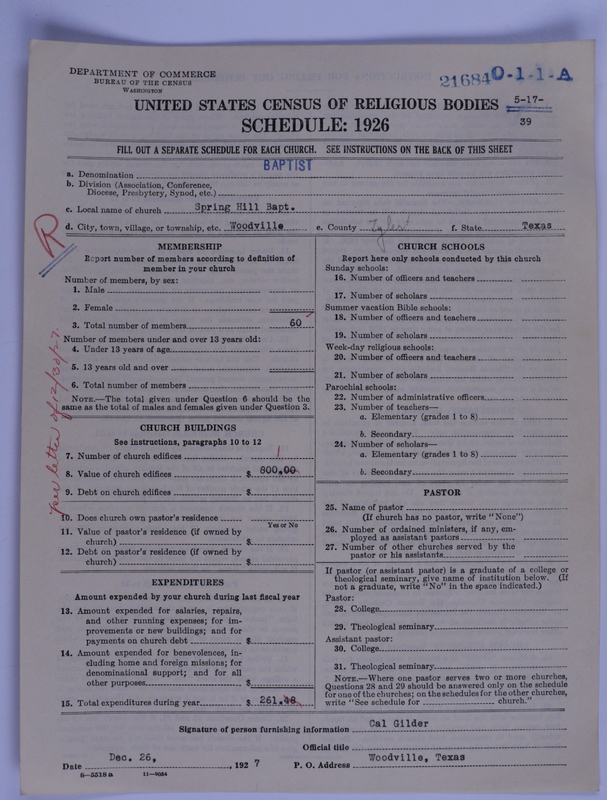 DEPARTMENT OF COMMERCE
BUREAU OF THE CENSUS
WASHINGTON
21684 0-1-1-A
UNITED STATES CENSUS OF RELIGIOUS BODIES
5-17-
39
SCHEDULE: 1926
FILL OUT A SEPARATE SCHEDULE FOR EACH CHURCH. SEE INSTRUCTIONS ON THE BACK OF THIS SHEET
a. Denomination BAPTIST
b. Division (Association, Conference,
Diocese, Presbytery, Synod, etc.)
c. Local name of church Spring Hill Bapt.
d. City, town, village, or township, etc. Woodville e. County Tyler f. State Texas
R
per letter of 12/30/27.
MEMBERSHIP
Report number of members according to definition of
member in your church
Number of members, by sex:
1. Male
2. Female
3. Total number of members 60
Number of members under and over 13 years old:
4. Under 13 years of age
5. 13 years old and over
6. Total number of members
NOTE.—The total given under Question 6 should be the
same as the total of males and females given under Question 3.
CHURCH BUILDINGS
See instructions, paragraphs 10 to 12
7. Number of church edifices 1
8. Value of church edifices $ 800.00
9. Debt on church edifices $
10. Does church own pastor's residence
Yes or No
11. Value of pastor's residence (if owned by
church) $
12. Debt on pastor's residence (if owned by
church) $
EXPENDITURES
Amount expended by your church during last fiscal year
13. Amount expended for salaries, repairs,
and other running expenses; for im-
provements or new buildings; and for
payments on church debt $
14. Amount expended for benevolences, in-
cluding home and foreign missions; for
denominational support; and for all
other purposes $
15. Total expenditures during year $ 261.48
CHURCH SCHOOLS
Report here only schools conducted by this church
Sunday schools:
16. Number of officers and teachers
17. Number of scholars
Summer vacation Bible schools:
18. Number of officers and teachers
19. Number of scholars
Week-day religious schools:
20. Number of officers and teachers
21. Number of scholars
Parochial schools:
22. Number of administrative officers
23. Number of teachers—
a. Elementary (grades 1 to 8)
b. Secondary
24. Number of scholars—
a. Elementary (grades 1 to 8)
b. Secondary
PASTOR
25. Name of pastor
(If church has no pastor, write "None")
26. Number of ordained ministers, if any, em-
ployed as assistant pastors
27. Number of other churches served by the
pastor or his assistants
If pastor (or assistant pastor) is a graduate of a college or
theological seminary, give name of institution below. (If
not a graduate, write "No" in the space indicated.)
Pastor:
28. College
29. Theological seminary
Assistant pastor:
30. College
31. Theological seminary
NOTE.—Where one pastor serves two or more churches,
Questions 28 and 29 should be answered only on the schedule
for one of the churches; on the schedules for the other churches,
write "See schedule for church."
Signature of person furnishing information Cal Gilder
Official title
Date Dec. 26, , 1927 P. O. Address Woodville, Texas
8-5518a 11-9054